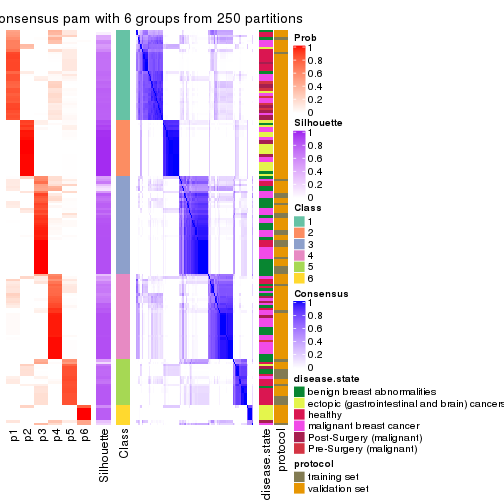 onsensus pam with 6 groups from 250 partitions
Prob
1
0.8
0.6
0.4
0.2
0
Silhouette
1
0.8
0.6
0.4
0.2
0
Class
1
2
3
4
5
6
Consensus
1
0.8
0.6
0.4
0.2
0
disease.state
benign breast abnormalities
ectopic (gastrointestinal and brain) cancers
healthy
malignant breast cancer
Post-Surgery (malignant)
Pre-Surgery (malignant)
protocol
training set
validation set
p1
p2
p3
p4
p5
p6
Silhouette
Class
disease.state
protocol